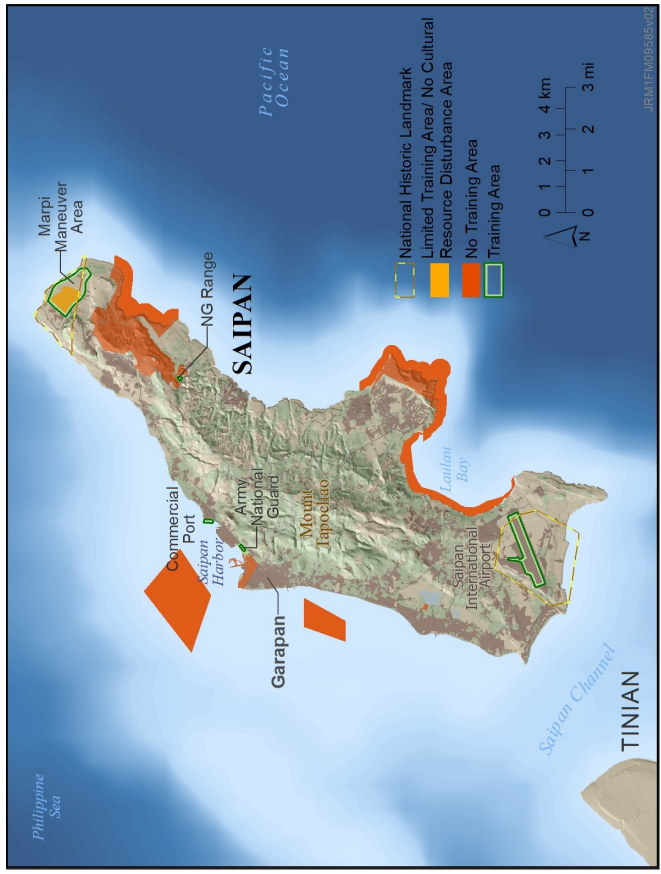 Philippine
Sea
Pacific
Ocean
Marpi
Maneuver
Area
NG Range
SAIPAN
Commercial
Port
Saipan
Harbor
Army
National
Guard
Mount
Tapochao
Garapan
Laulau
Bay
Saipan
International
Airport
Saipan Channel
TINIAN
National Historic Landmark
Limited Training Area/ No Cultural
Resource Disturbance Area
No Training Area
Training Area
0 1 2 3 4 km
0 1 2 3 mi
N
JRM1FM09585v02